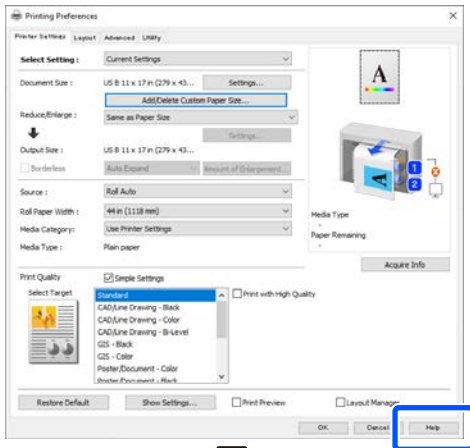 Printing Preferences
Printer Settings Layout Advanced Utility
Select Setting : Current Settings
Document Size : US B 11 x 17 in (279 x 43... Settings...
Add/Delete Custom Paper Size...
Reduce/Enlarge : Same as Paper Size
Settings...
Output Size : US B 11 x 17 in (279 x 43...
Borderless Auto Expand Amount of Enlargement...
Source : Roll Auto
Roll Paper Width : 44 in (1118 mm)
Media Category: Use Printer Settings
Media Type : Plain paper
A
A
1
2
Media Type
-
Paper Remaining
-
Acquire Info
Print Quality Simple Settings
Select Target
Standard
CAD/Line Drawing - Black
CAD/Line Drawing - Color
CAD/Line Drawing - Bi-Level
GIS - Black
GIS - Color
Poster/Document - Color
Poster/Document - Black
Print with High Quality
Restore Default Show Settings... Print Preview Layout Manager
OK Cancel Help